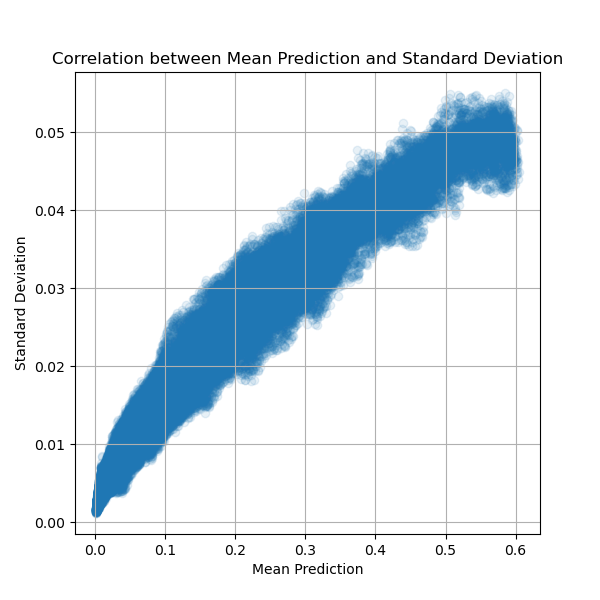 Correlation between Mean Prediction and Standard Deviation
0.05
0.04
0.03
0.02
0.01
0.00
Standard Deviation
0.0 0.1 0.2 0.3 0.4 0.5 0.6
Mean Prediction